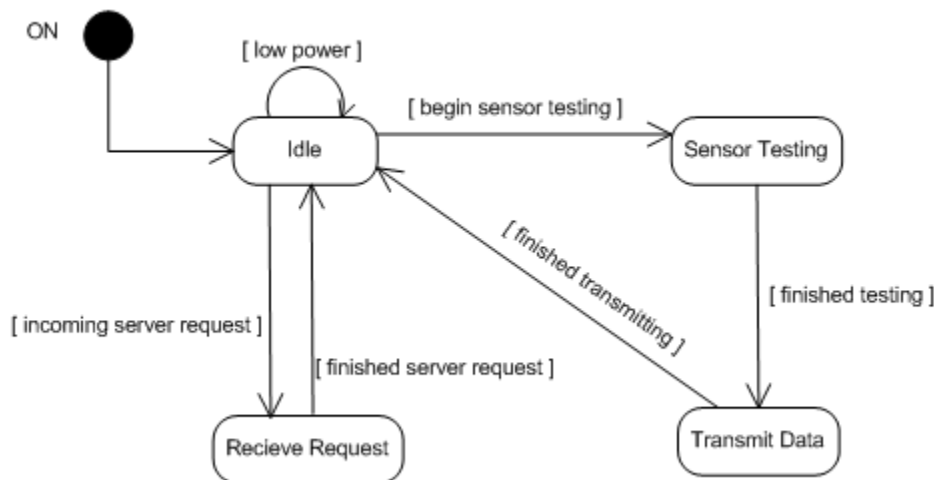 ON
[ low power ]
[ begin sensor testing ]
Idle
Sensor Testing
[ finished transmitting ]
[ finished testing ]
[ incoming server request ]
[ finished server request ]
Recieve Request
Transmit Data